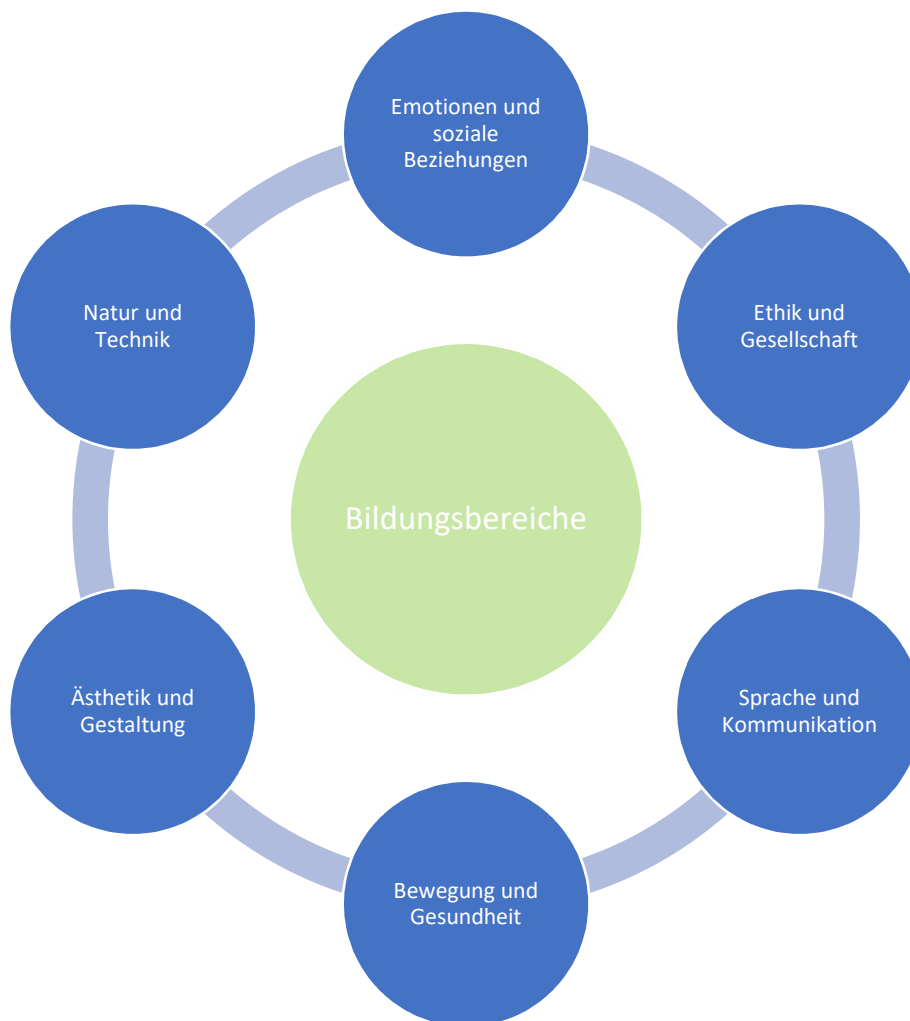 Emotionen und
soziale
Beziehungen
Natur und
Technik
Ethik und
Gesellschaft
Bildungsbereiche
Ästhetik und
Gestaltung
Sprache und
Kommunikation
Bewegung und
Gesundheit